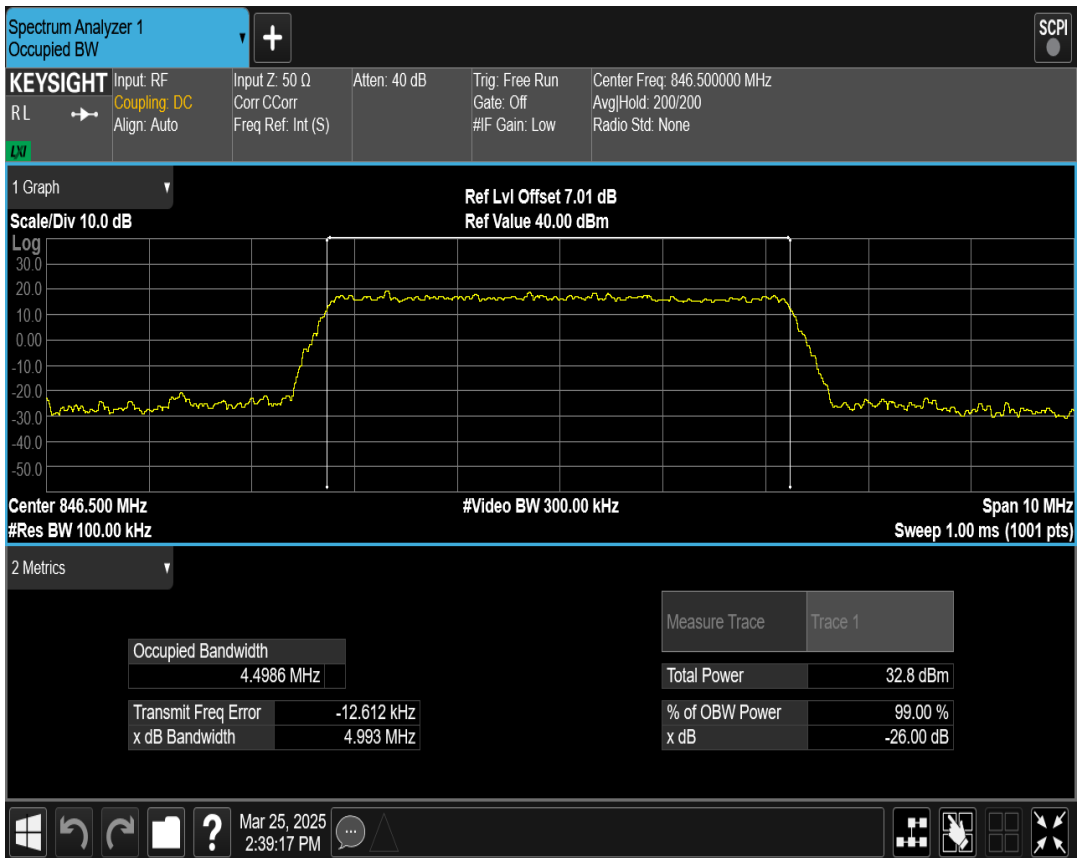 Spectrum Analyzer 1
Occupied BW
+
SCPI
KEYSIGHT
RL
LXI
Input: RF
Coupling: DC
Align: Auto
Input Z: 50 Ω
Corr CCorr
Freq Ref: Int (S)
Atten: 40 dB
Trig: Free Run
Gate: Off
#IF Gain: Low
Center Freq: 846.500000 MHz
Avg|Hold: 200/200
Radio Std: None
1 Graph
Scale/Div 10.0 dB
Ref Lvl Offset 7.01 dB
Ref Value 40.00 dBm
Log
30.0
20.0
10.0
0.00
-10.0
-20.0
-30.0
-40.0
-50.0
Center 846.500 MHz
#Res BW 100.00 kHz
#Video BW 300.00 kHz
Span 10 MHz
Sweep 1.00 ms (1001 pts)
2 Metrics
Occupied Bandwidth
4.4986 MHz
Transmit Freq Error -12.612 kHz
x dB Bandwidth 4.993 MHz
Measure Trace Trace 1
Total Power 32.8 dBm
% of OBW Power 99.00 %
x dB -26.00 dB
?
Mar 25, 2025
2:39:17 PM